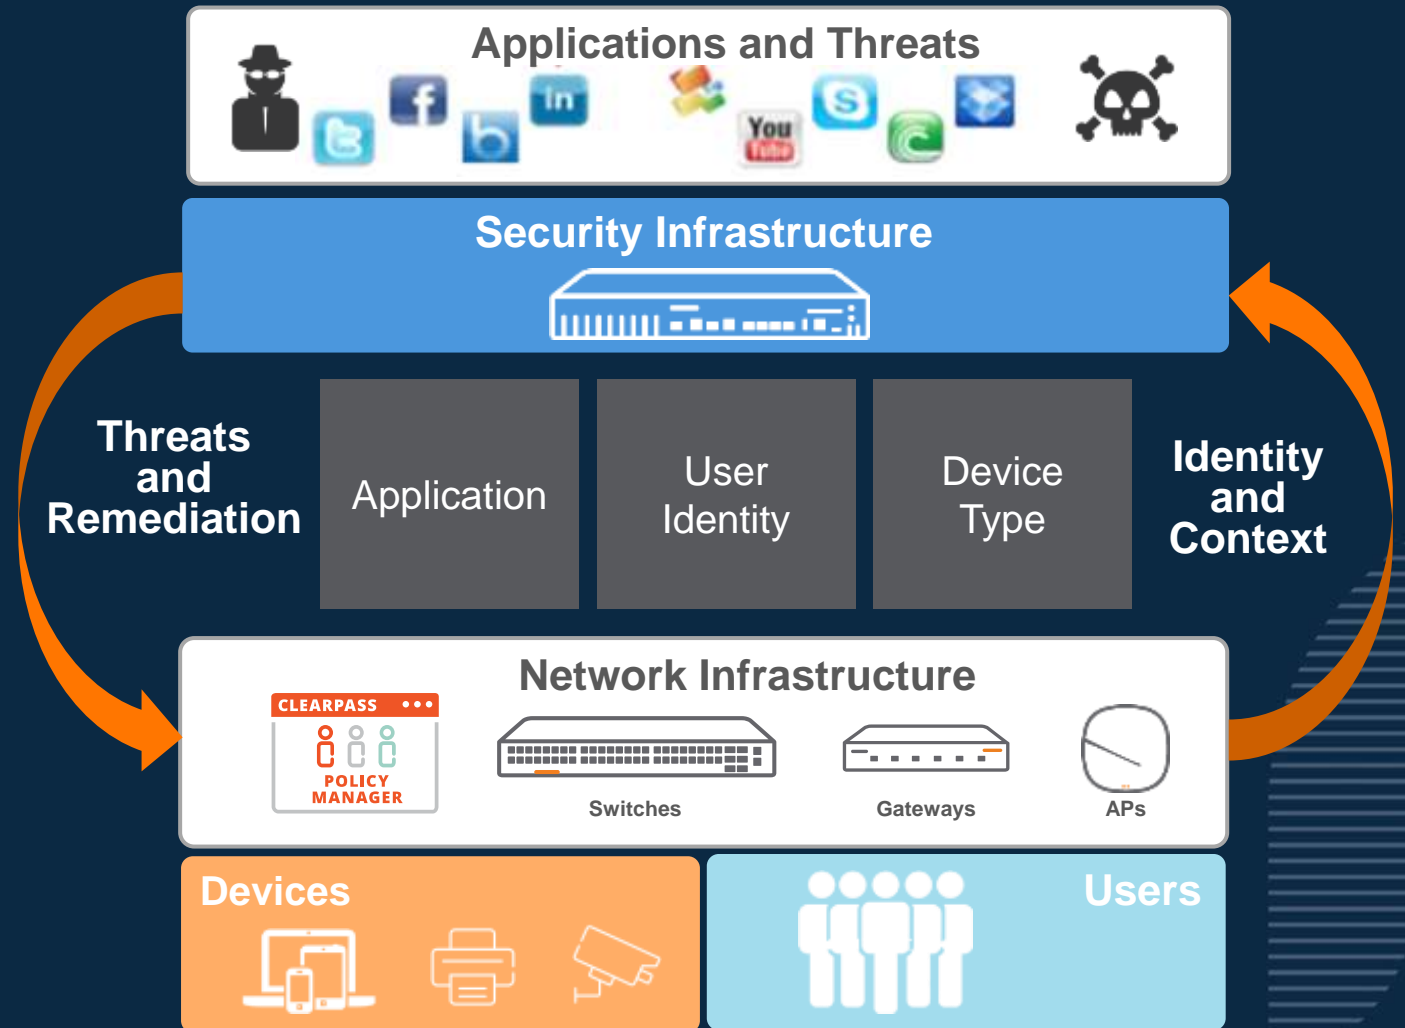 Applications and Threats
in
You
Tube
Security Infrastructure
Threats
and
Remediation
Application
User
Identity
Device
Type
Identity
and
Context
Network Infrastructure
CLEARPASS
POLICY
MANAGER
Switches
Gateways
APs
Devices
Users